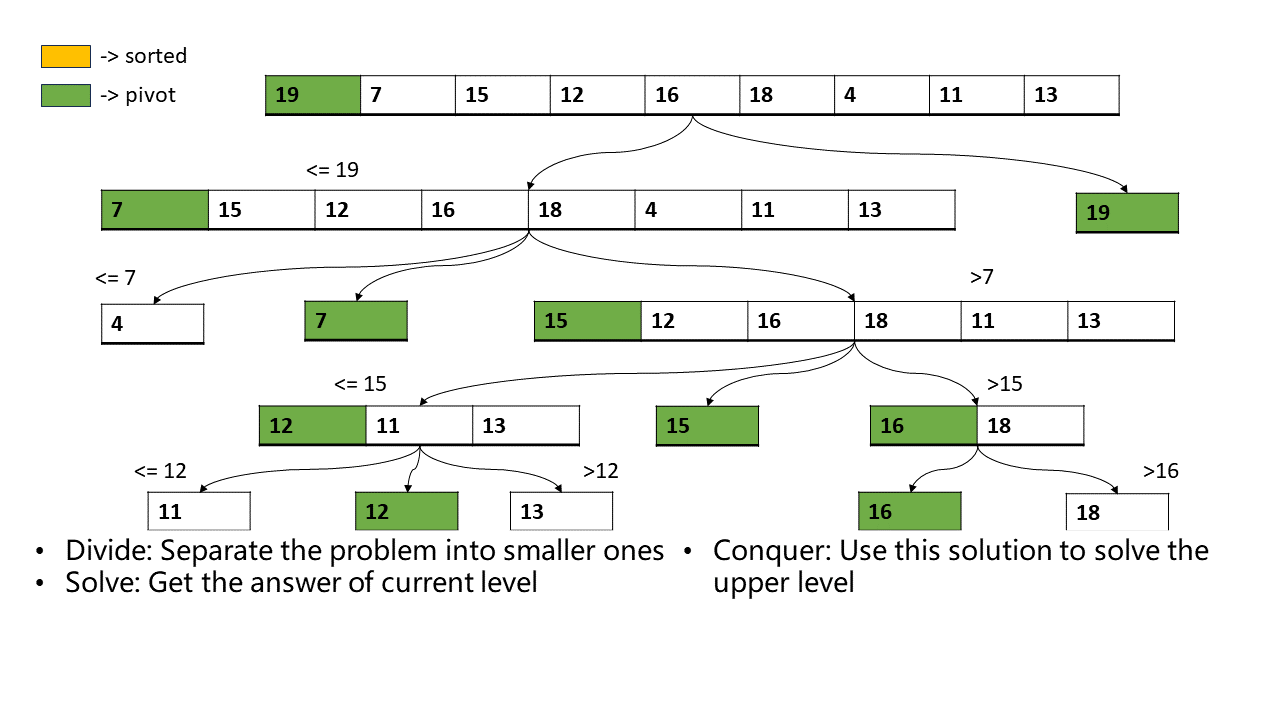 -> sorted
-> pivot
19 7 15 12 16 18 4 11 13
<= 19
7 15 12 16 18 4 11 13
19
<= 7
>7
4
7
15 12 16 18 11 13
<= 15
>15
12 11 13
15
16 18
<= 12
>12
>16
11
12
13
16
18
• Divide: Separate the problem into smaller ones
• Solve: Get the answer of current level
• Conquer: Use this solution to solve the
upper level